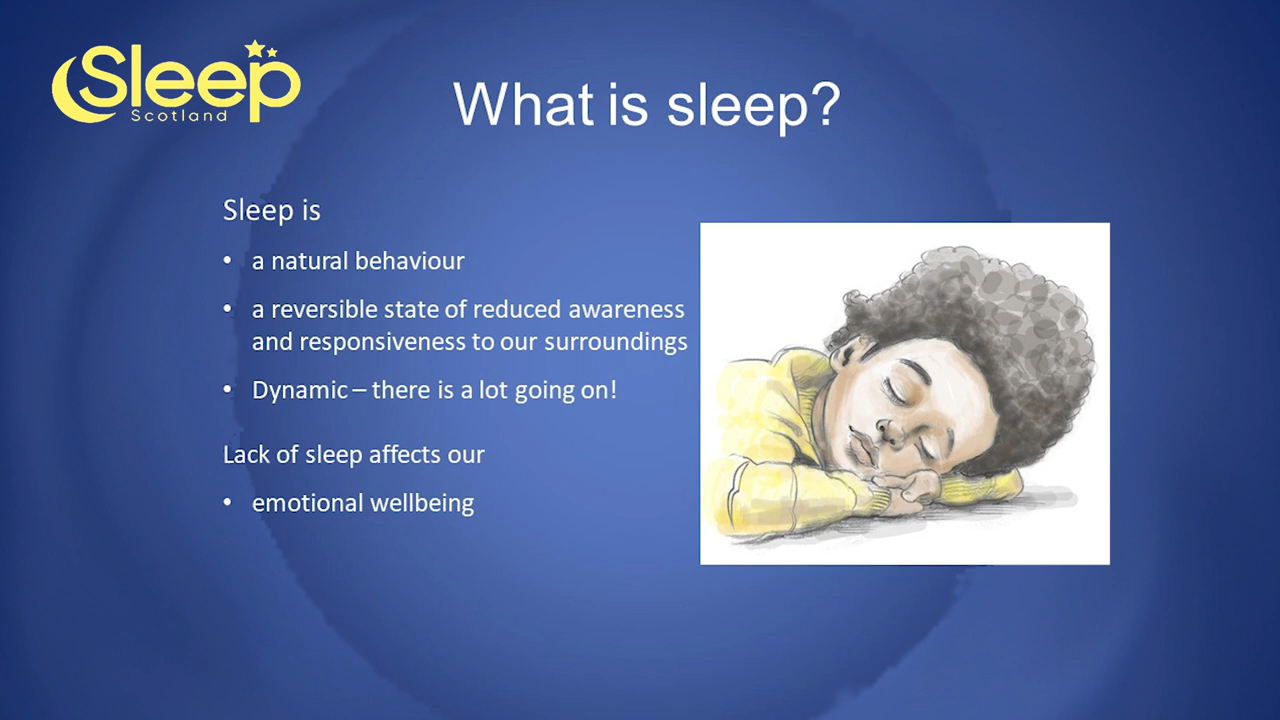 Sleep
Scotland
What is sleep?
Sleep is
• a natural behaviour
• a reversible state of reduced awareness
and responsiveness to our surroundings
• Dynamic – there is a lot going on!
Lack of sleep affects our
• emotional wellbeing